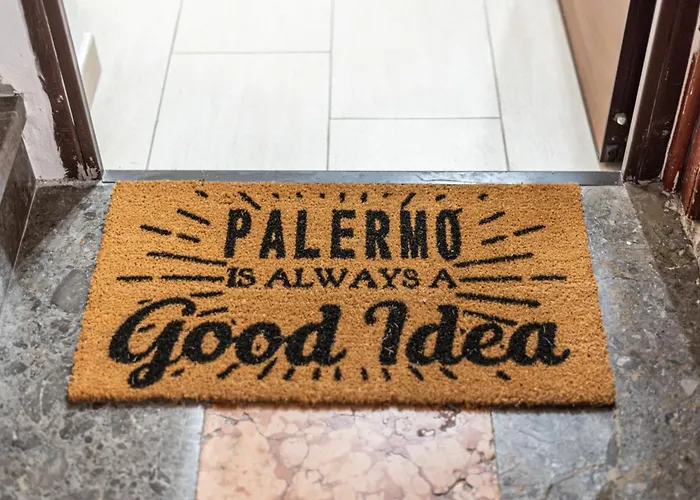 PALERMO
IS ALWAYS A
Good Idea